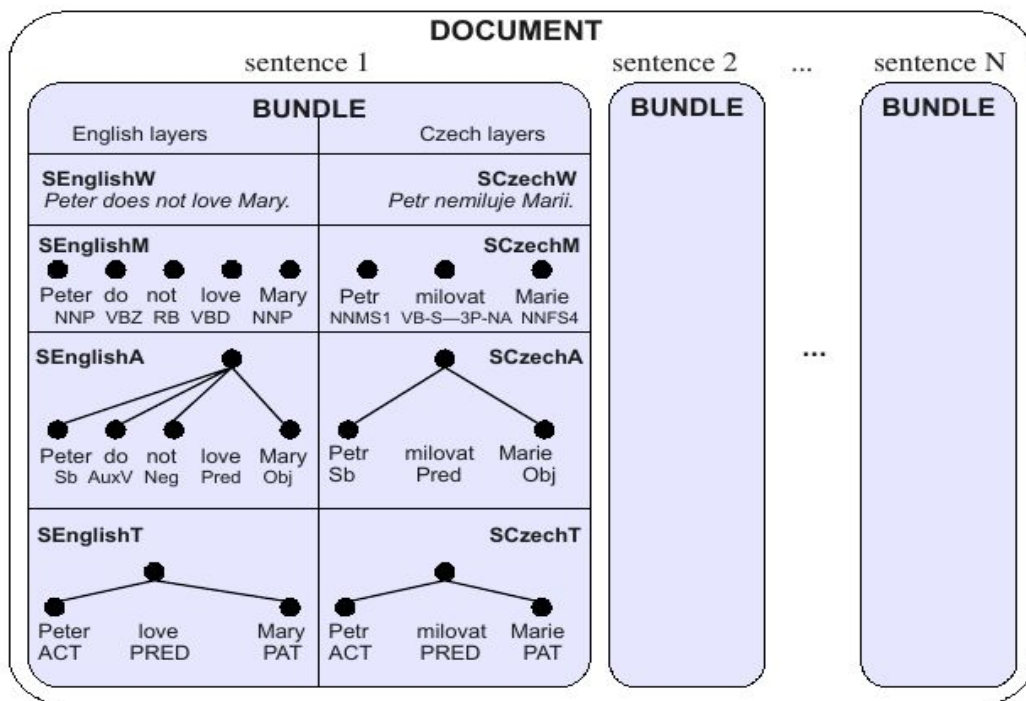 DOCUMENT
sentence 1 sentence 2 ... sentence N
BUNDLE BUNDLE BUNDLE
English layers Czech layers
SEnglishW SCzechW
Peter does not love Mary. Petr nemiluje Marii.
SEnglishM SCzechM
Peter do not love Mary Petr milovat Marie
NNP VBZ RB VBD NNP NNMS1 VB-S—3P-NA NNFS4
SEnglishA SCzechA
...
Peter do not love Mary Petr milovat Marie
Sb AuxV Neg Pred Obj Sb Pred Obj
SEnglishT SCzechT
Peter love Mary Petr milovat Marie
ACT PRED PAT ACT PRED PAT